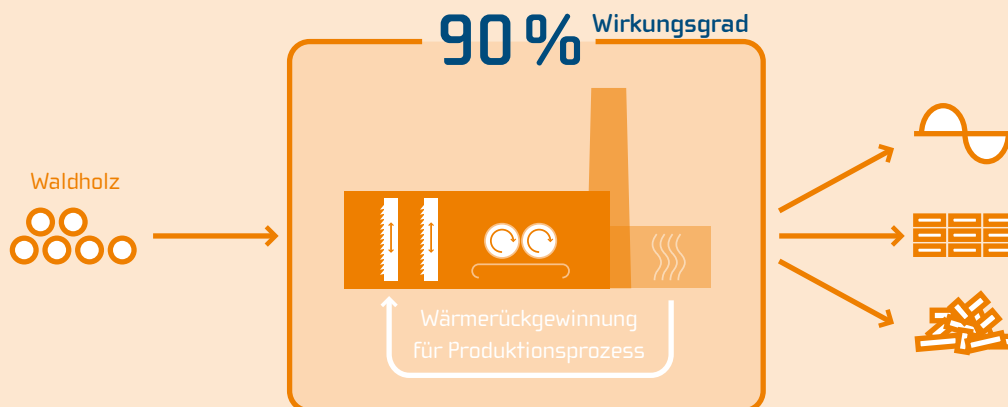 90 % Wirkungsgrad
Waldholz
Wärmerückgewinnung
für Produktionsprozess